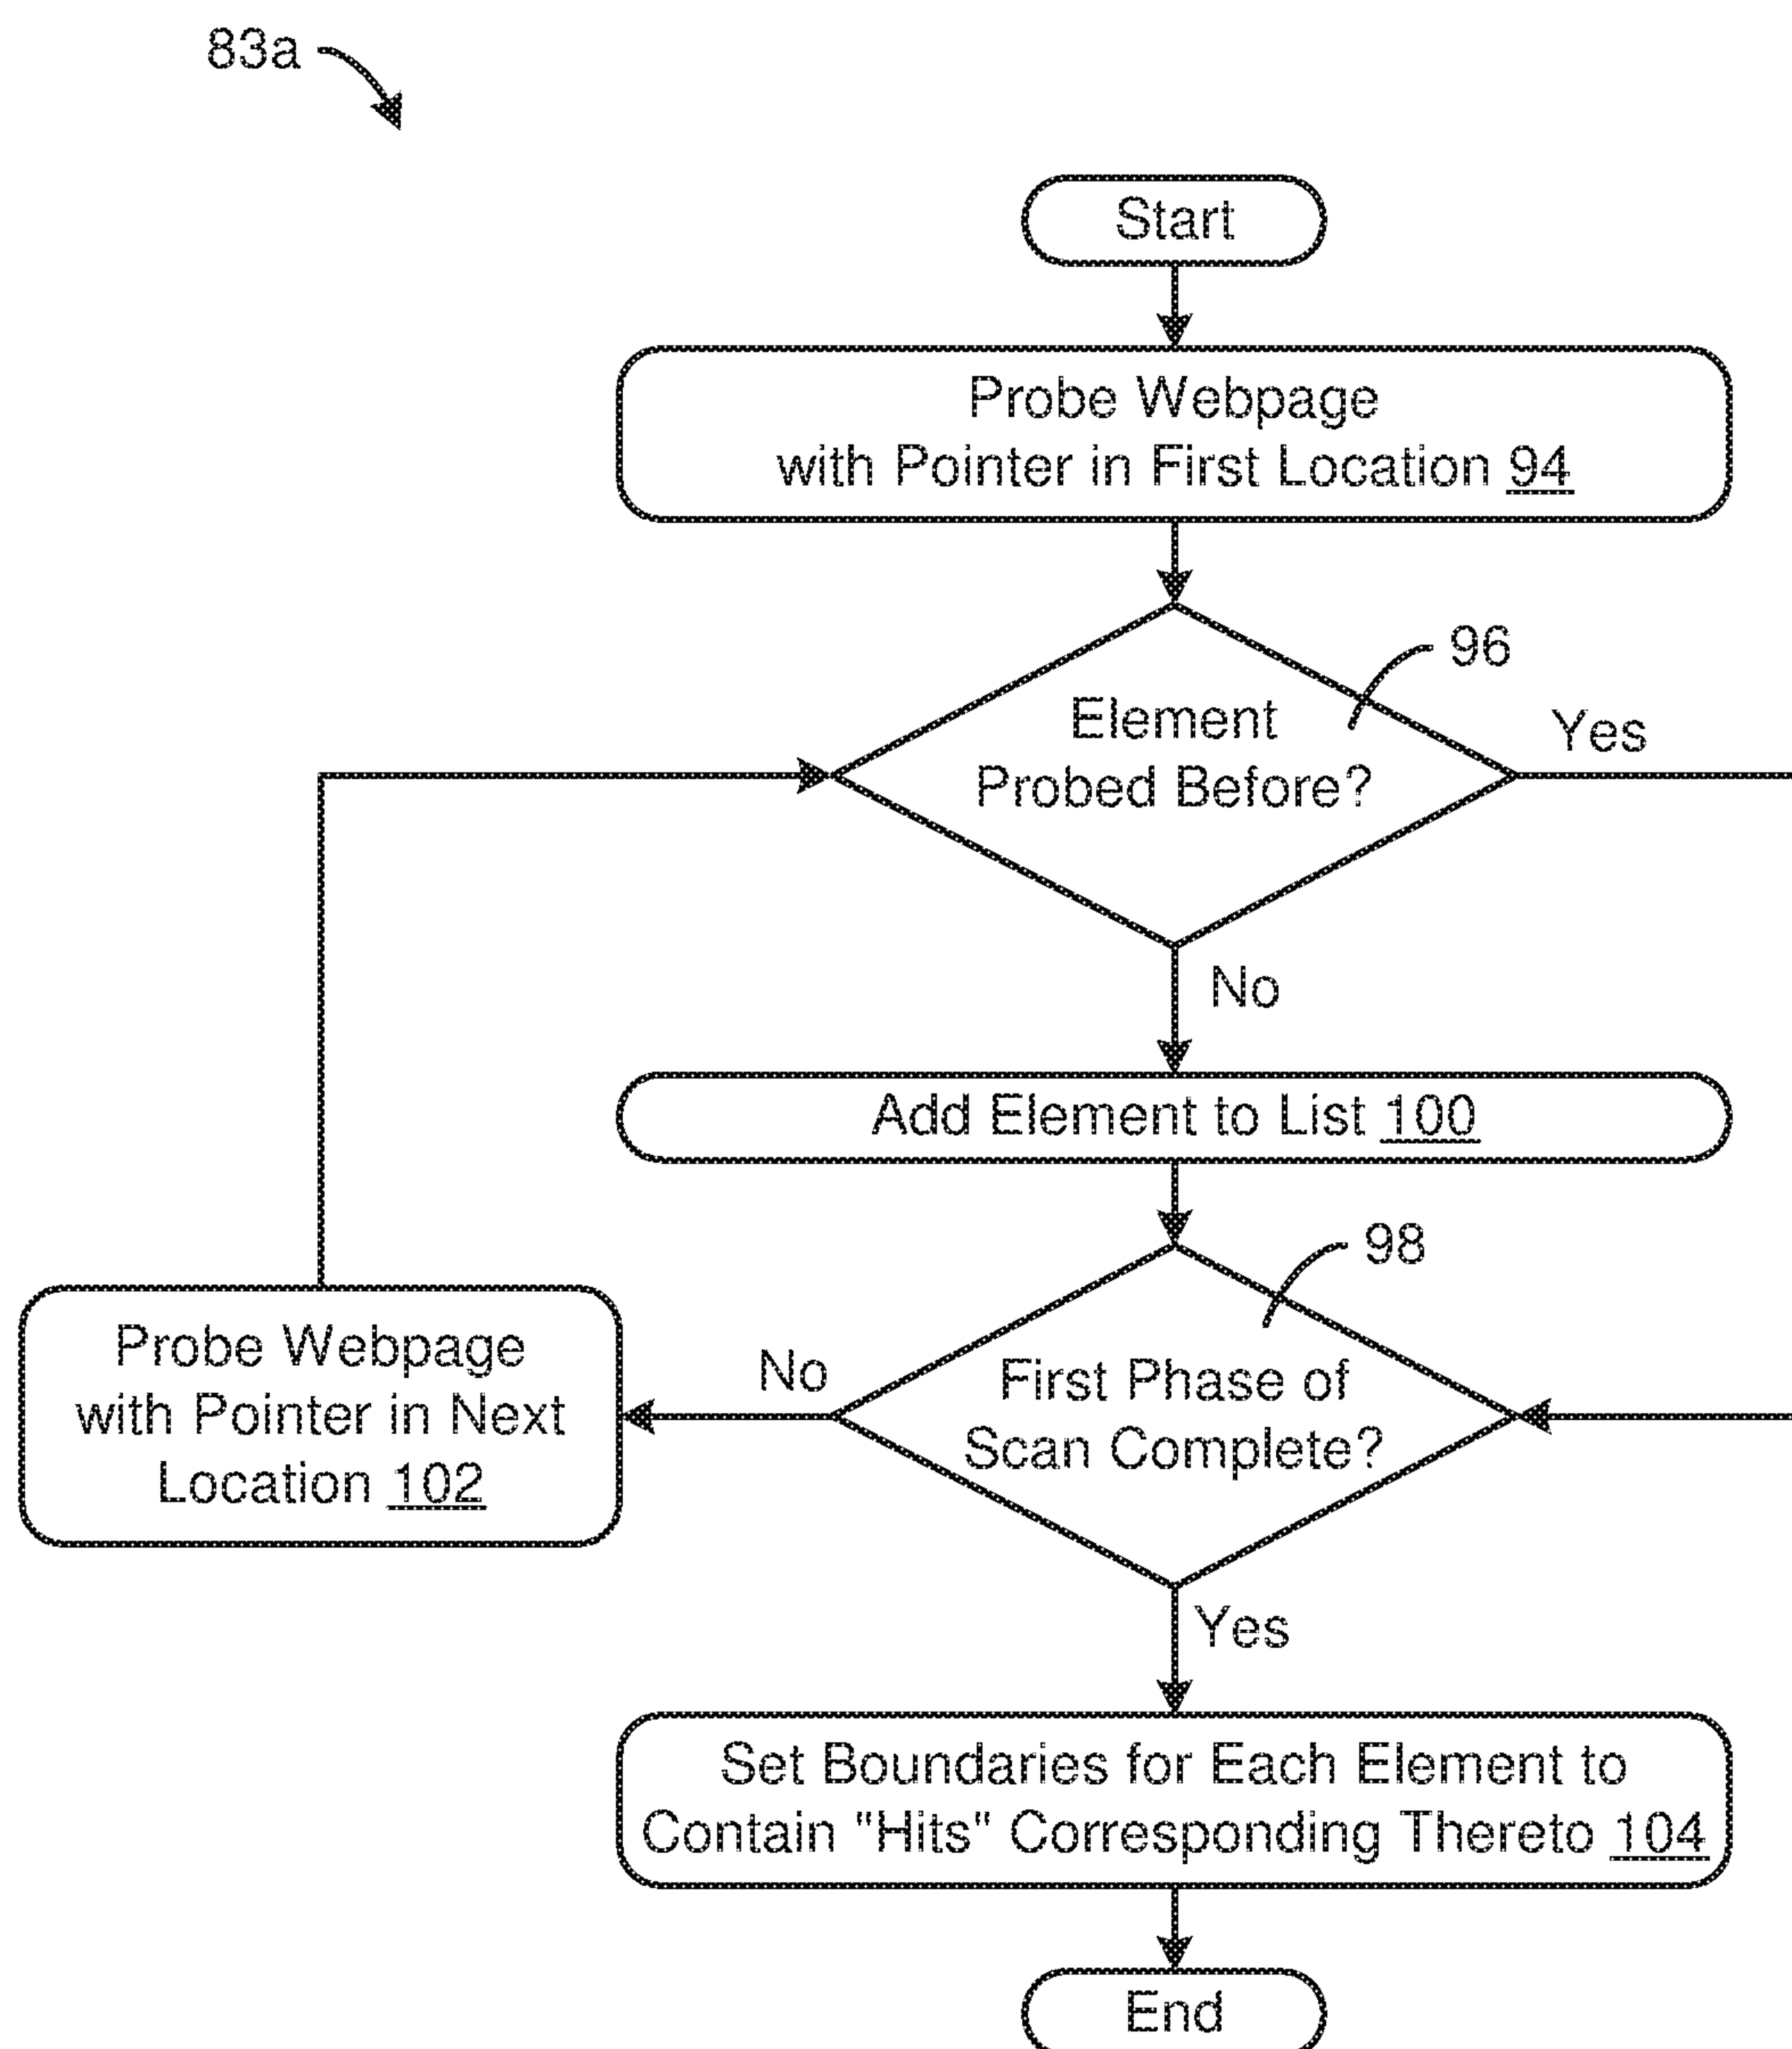 83a
Start
Probe Webpage
with Pointer in First Location 94
96
Element
Probed Before?
Yes
No
Add Element to List 100
98
First Phase of
Scan Complete?
No
Probe Webpage
with Pointer in Next
Location 102
Yes
Set Boundaries for Each Element to
Contain "Hits" Corresponding Thereto 104
End